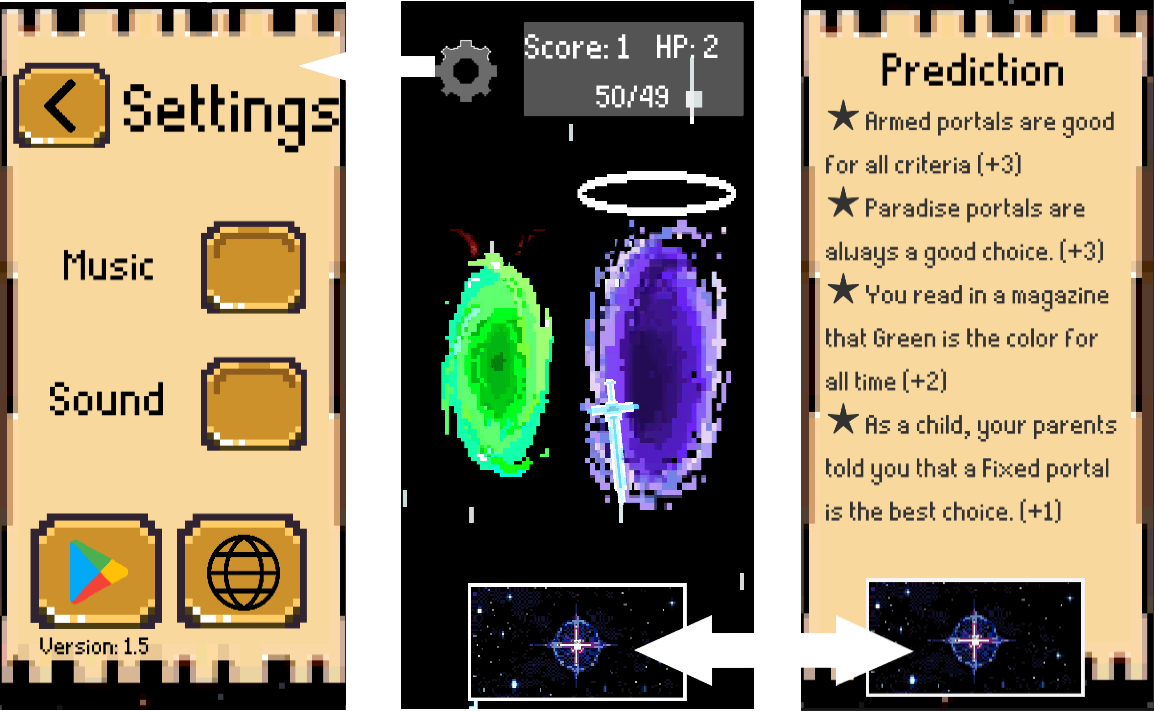 Settings
Music
Sound
Version: 1.5
Score: 1 HP: 2
50/49
Prediction
★ Armed portals are good
for all criteria (+3)
★ Paradise portals are
always a good choice. (+3)
★ You read in a magazine
that Green is the color for
all time (+2)
★ As a child, your parents
told you that a Fixed portal
is the best choice. (+1)